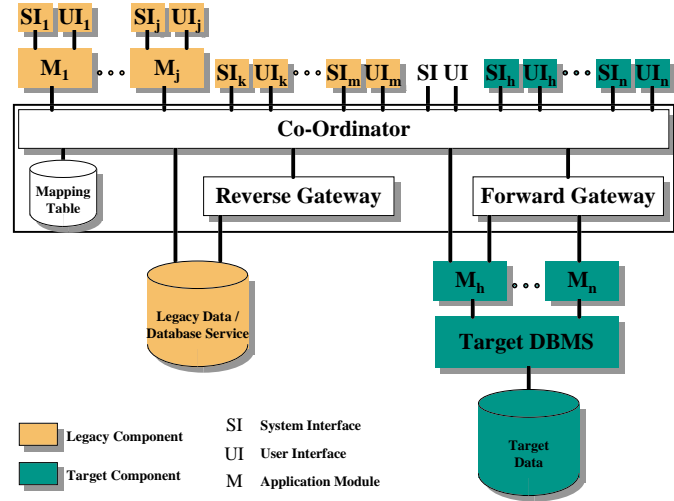 SI1 UI1 SIj UIj
M1 Mj SIk UIk SIm UIm SI UI SIh UIh SIn UIn
Co-Ordinator
Mapping
Table
Reverse Gateway Forward Gateway
Mh Mn
Legacy Data /
Database Service
Target DBMS
Target
Data
Legacy Component
Target Component
SI System Interface
UI User Interface
M Application Module